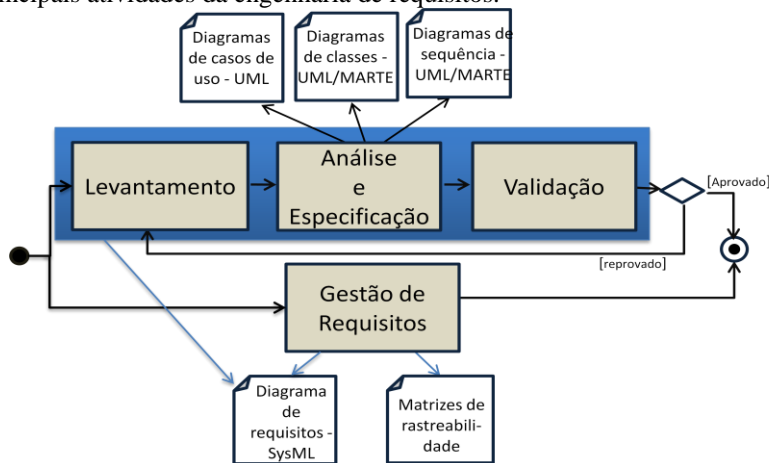 principais atividades da engenharia de requisitos.
Diagramas
de casos de
uso - UML
Diagramas
de classes -
UML/MARTE
Diagramas de
sequência -
UML/MARTE
Levantamento
Análise
e
Especificação
Validação
[Aprovado]
[reprovado]
Gestão de
Requisitos
Diagrama
de
requisitos -
SysML
Matrizes de
rastreabili-
dade